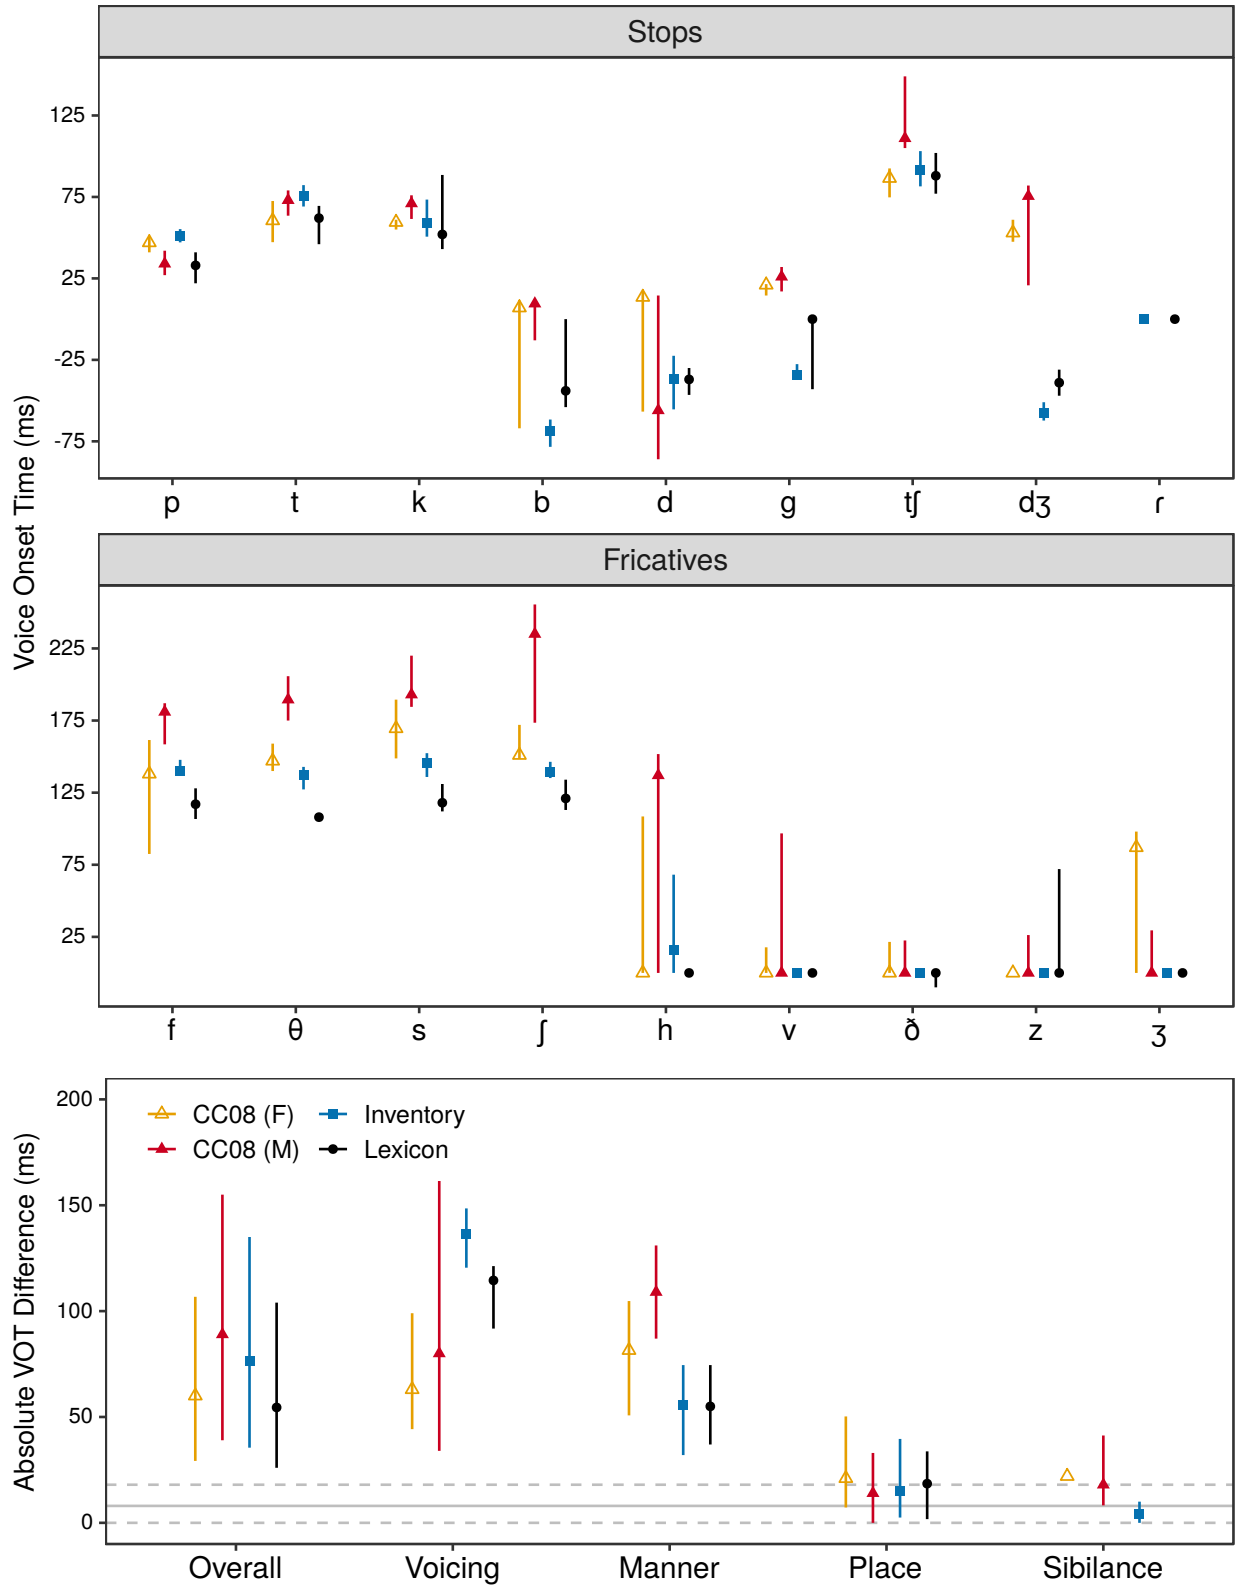 Stops
Voice Onset Time (ms)
125
75
25
-25
-75
p t k b d g tʃ dʒ ɾ
Fricatives
225
175
125
75
25
f θ s ʃ h v ð z ʒ
Absolute VOT Difference (ms)
200
150
100
50
0
CC08 (F) Inventory
CC08 (M) Lexicon
Overall Voicing Manner Place Sibilance